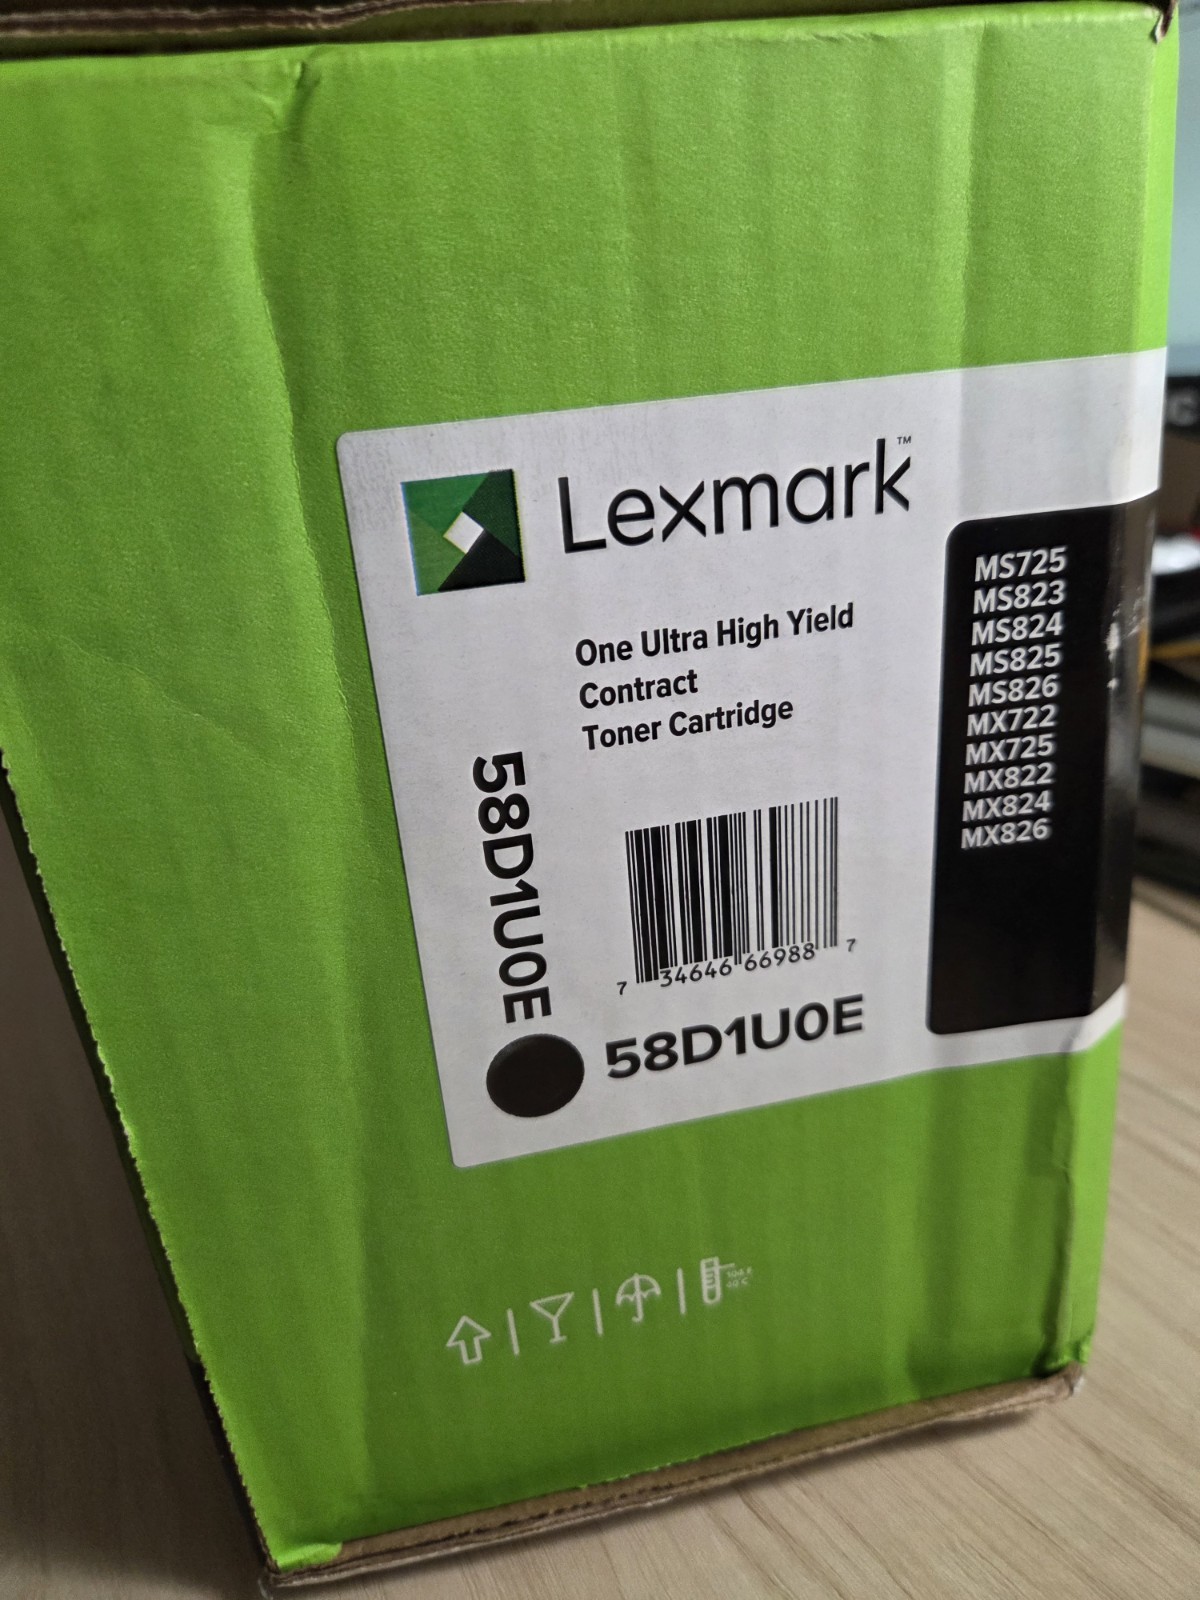 Lexmark™
One Ultra High Yield
Contract
Toner Cartridge
58D1U0E
7 34646 66988 7
58D1U0E
MS725
MS823
MS824
MS825
MS826
MX722
MX725
MX822
MX824
MX826